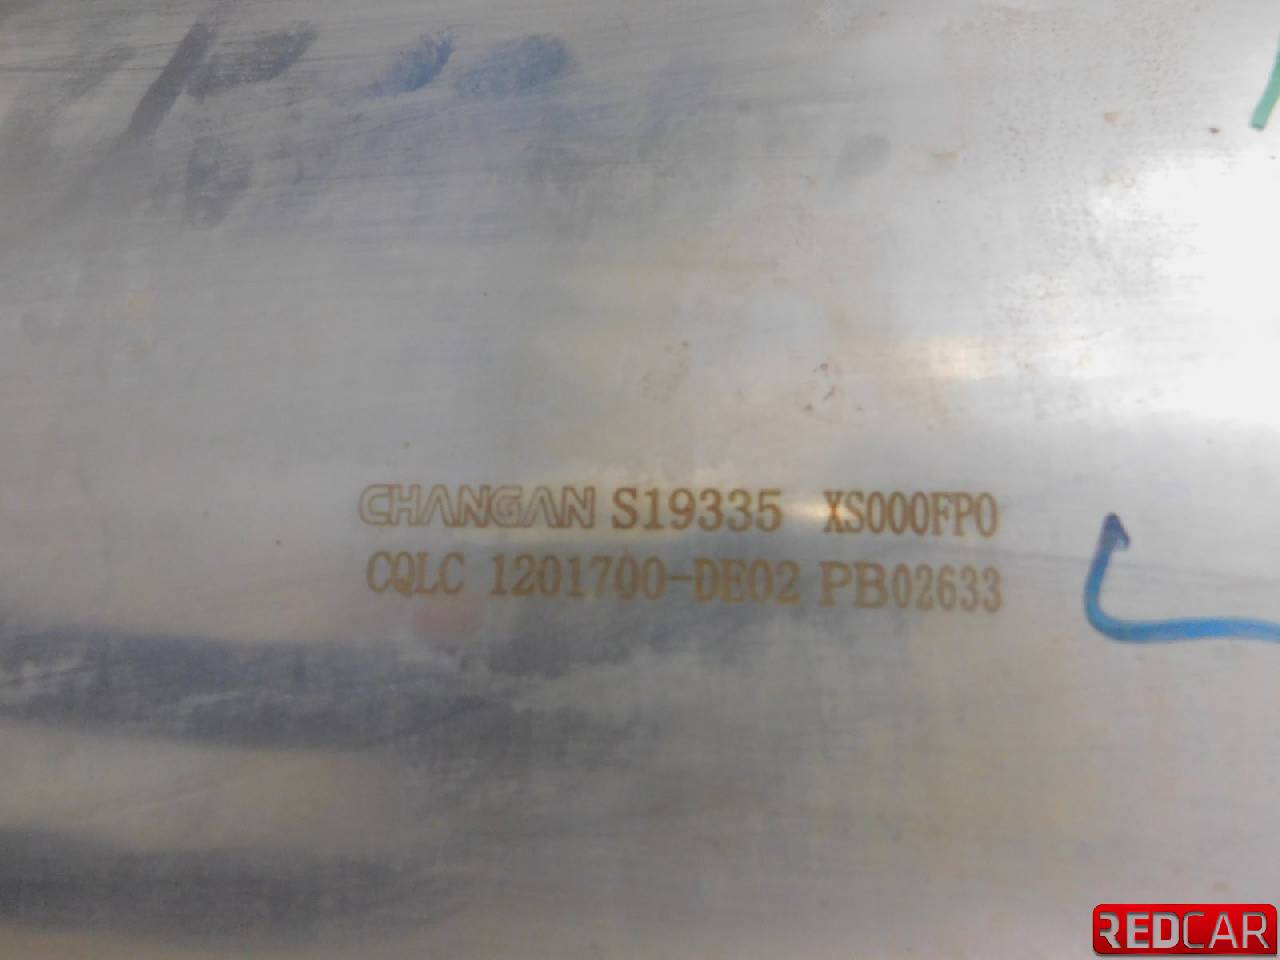 CHANGAN S19335 XS000FP0
CQLC 1201700-DE02 PB02633
REDCAR